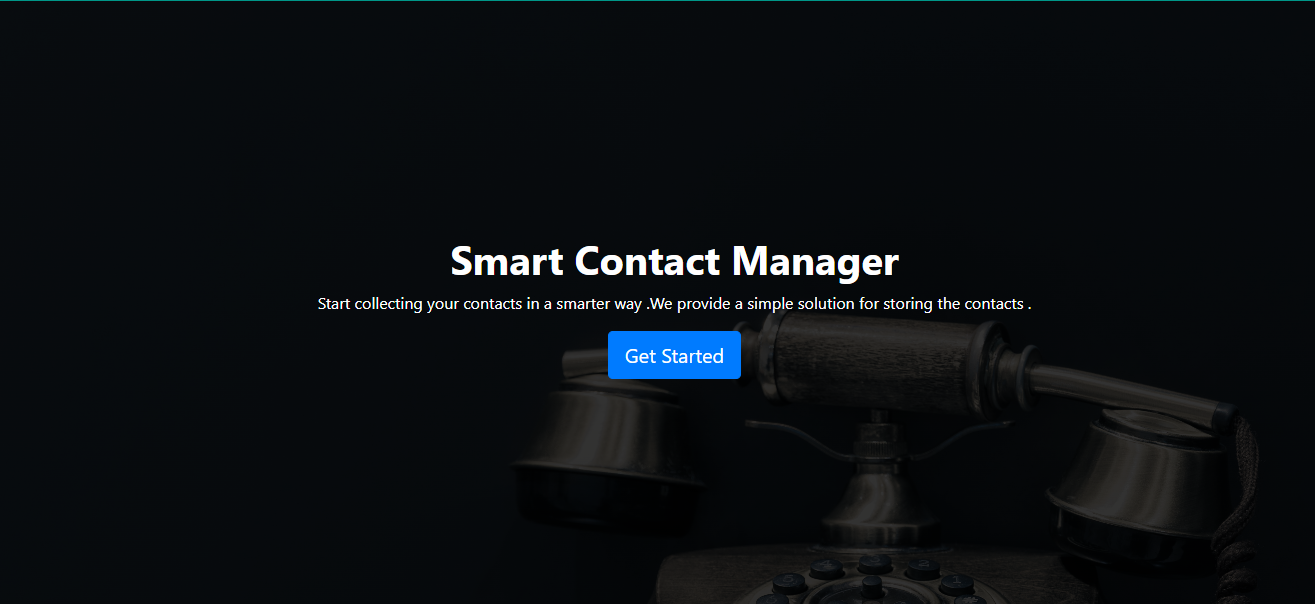 Smart Contact Manager
Start collecting your contacts in a smarter way .We provide a simple solution for storing the contacts .
Get Started